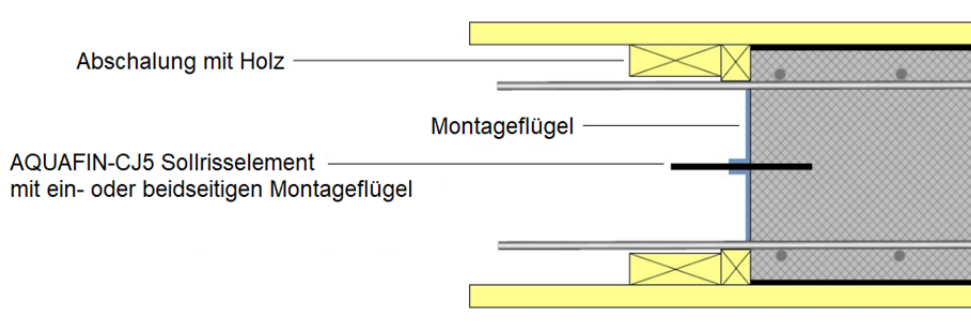 Abschalung mit Holz
Montageflügel
AQUAFIN-CJ5 Sollrisselement
mit ein- oder beidseitigen Montageflügel